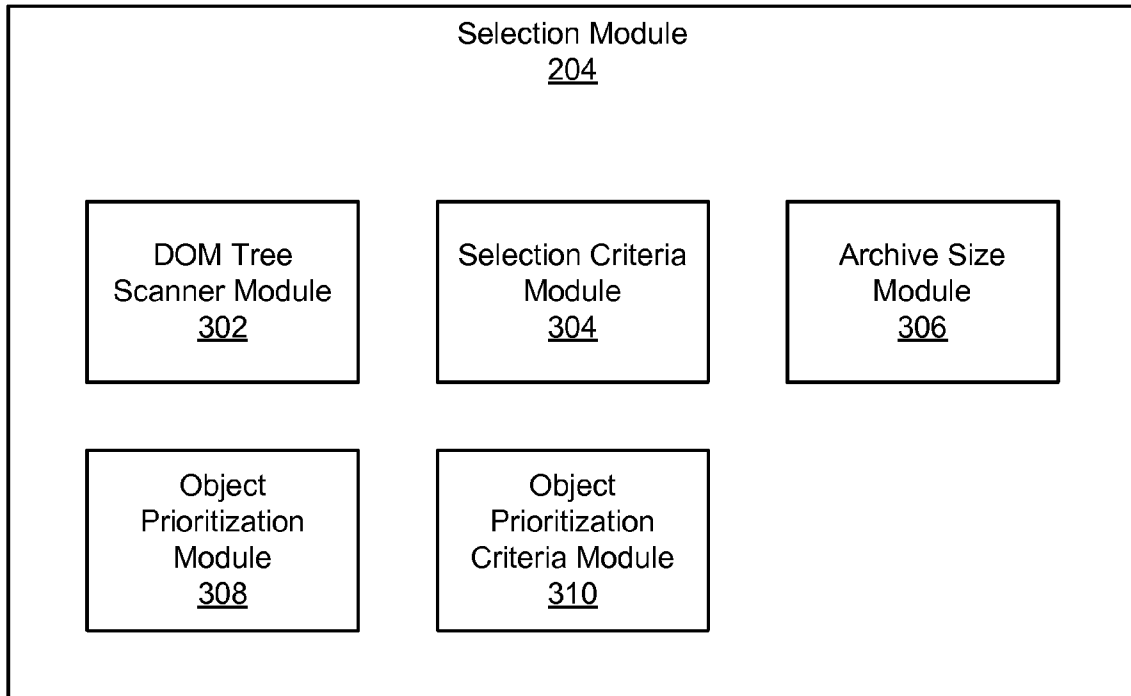 Selection Module
204
DOM Tree
Scanner Module
302
Selection Criteria
Module
304
Archive Size
Module
306
Object
Prioritization
Module
308
Object
Prioritization
Criteria Module
310